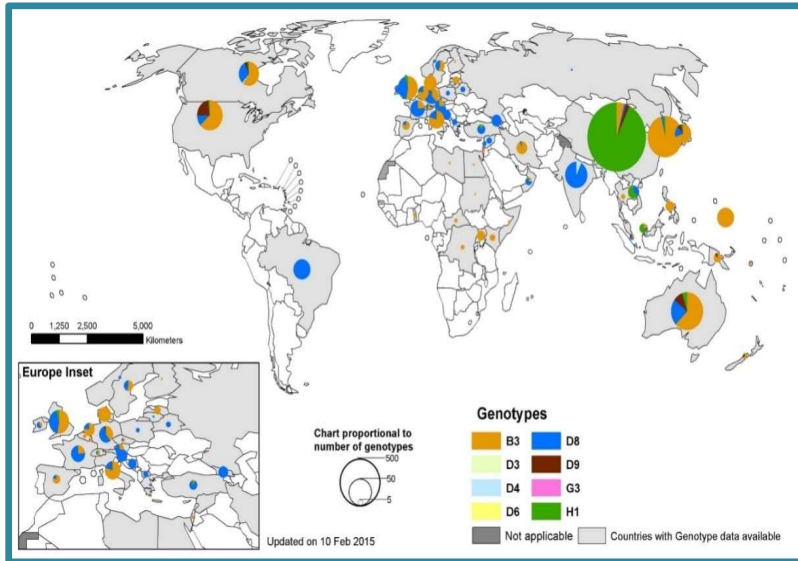 0 1,250 2,500 5,000
Kilometers
Europe Inset
Updated on 10 Feb 2015
Chart proportional to
number of genotypes
500
50
5
Genotypes
B3 D8
D3 D9
D4 G3
D6 H1
Not applicable Countries with Genotype data available